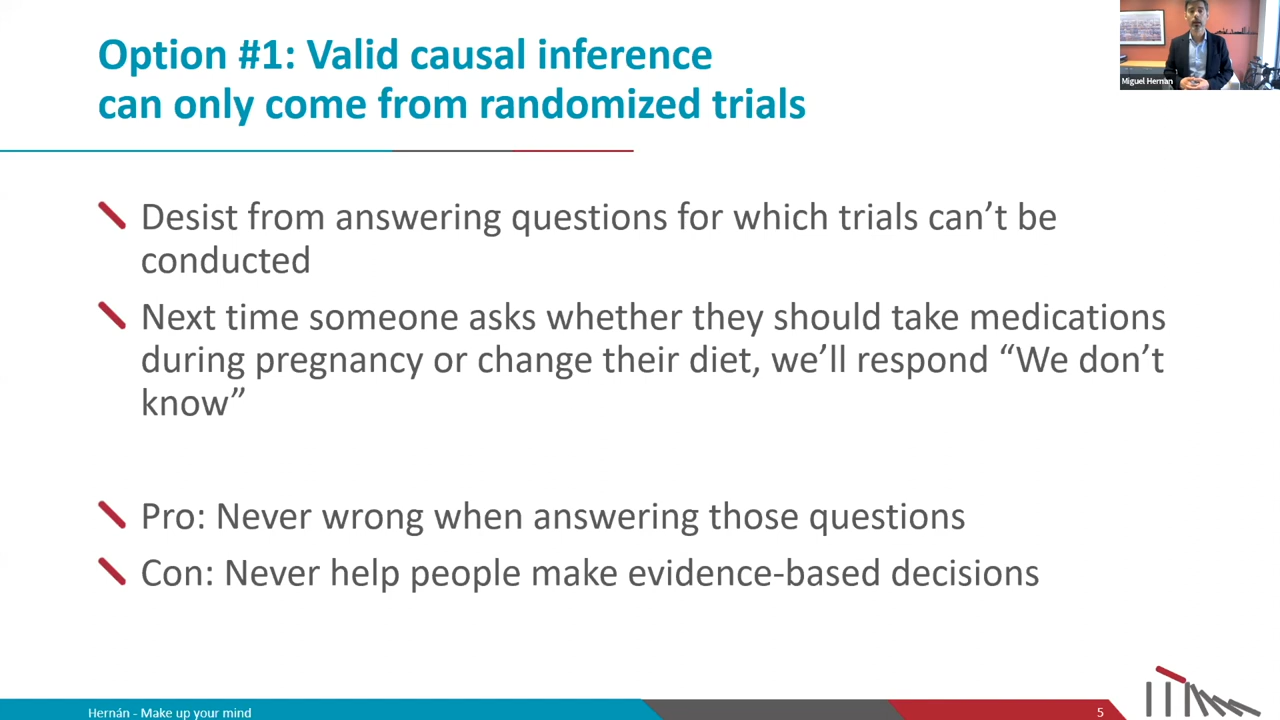 Option #1: Valid causal inference
can only come from randomized trials
Miguel Hernan
Desist from answering questions for which trials can’t be
conducted
Next time someone asks whether they should take medications
during pregnancy or change their diet, we’ll respond “We don’t
know”
Pro: Never wrong when answering those questions
Con: Never help people make evidence-based decisions
Hernán - Make up your mind
5